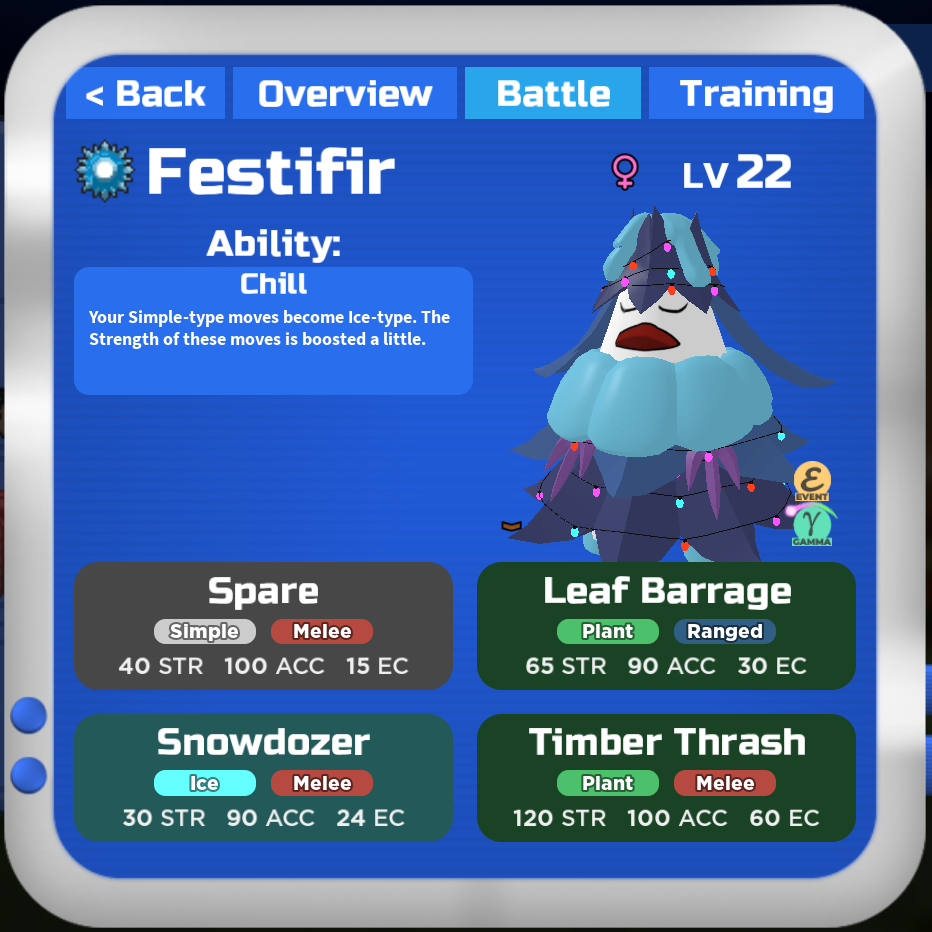 < Back Overview Battle Training
Festifir
♀ LV 22
Ability:
Chill
Your Simple-type moves become Ice-type. The
Strength of these moves is boosted a little.
ε
EVENT
γ
GAMMA
Spare
Simple Melee
40 STR 100 ACC 15 EC
Leaf Barrage
Plant Ranged
65 STR 90 ACC 30 EC
Snowdozer
Ice Melee
30 STR 90 ACC 24 EC
Timber Thrash
Plant Melee
120 STR 100 ACC 60 EC